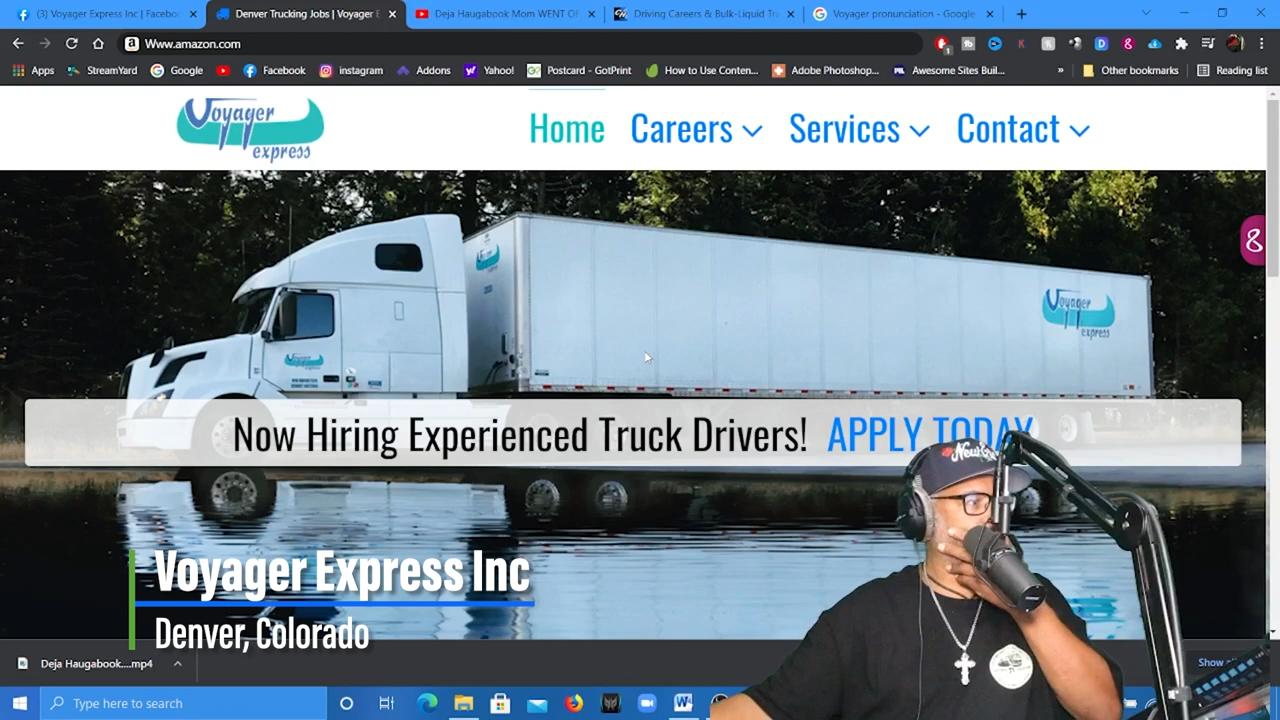 (3) Voyager Express Inc | Faceboo
Denver Trucking Jobs | Voyager E
Deja Haugabook Mom WENT OF
Driving Careers & Bulk-Liquid Tr
Voyager pronunciation - Google
Www.amazon.com
Apps
StreamYard
Google
Facebook
instagram
Addons
Yahoo!
Postcard - GotPrint
How to Use Conten...
Adobe Photoshop...
Awesome Sites Buil...
»
Other bookmarks
Reading list
Voyager
express
Home
Careers
Services
Contact
Voyager
Voyager
express
Voyager
Now Hiring Experienced Truck Drivers! APPLY TODAY
Voyager Express Inc
Denver, Colorado
Deja Haugabook....mp4
Type here to search